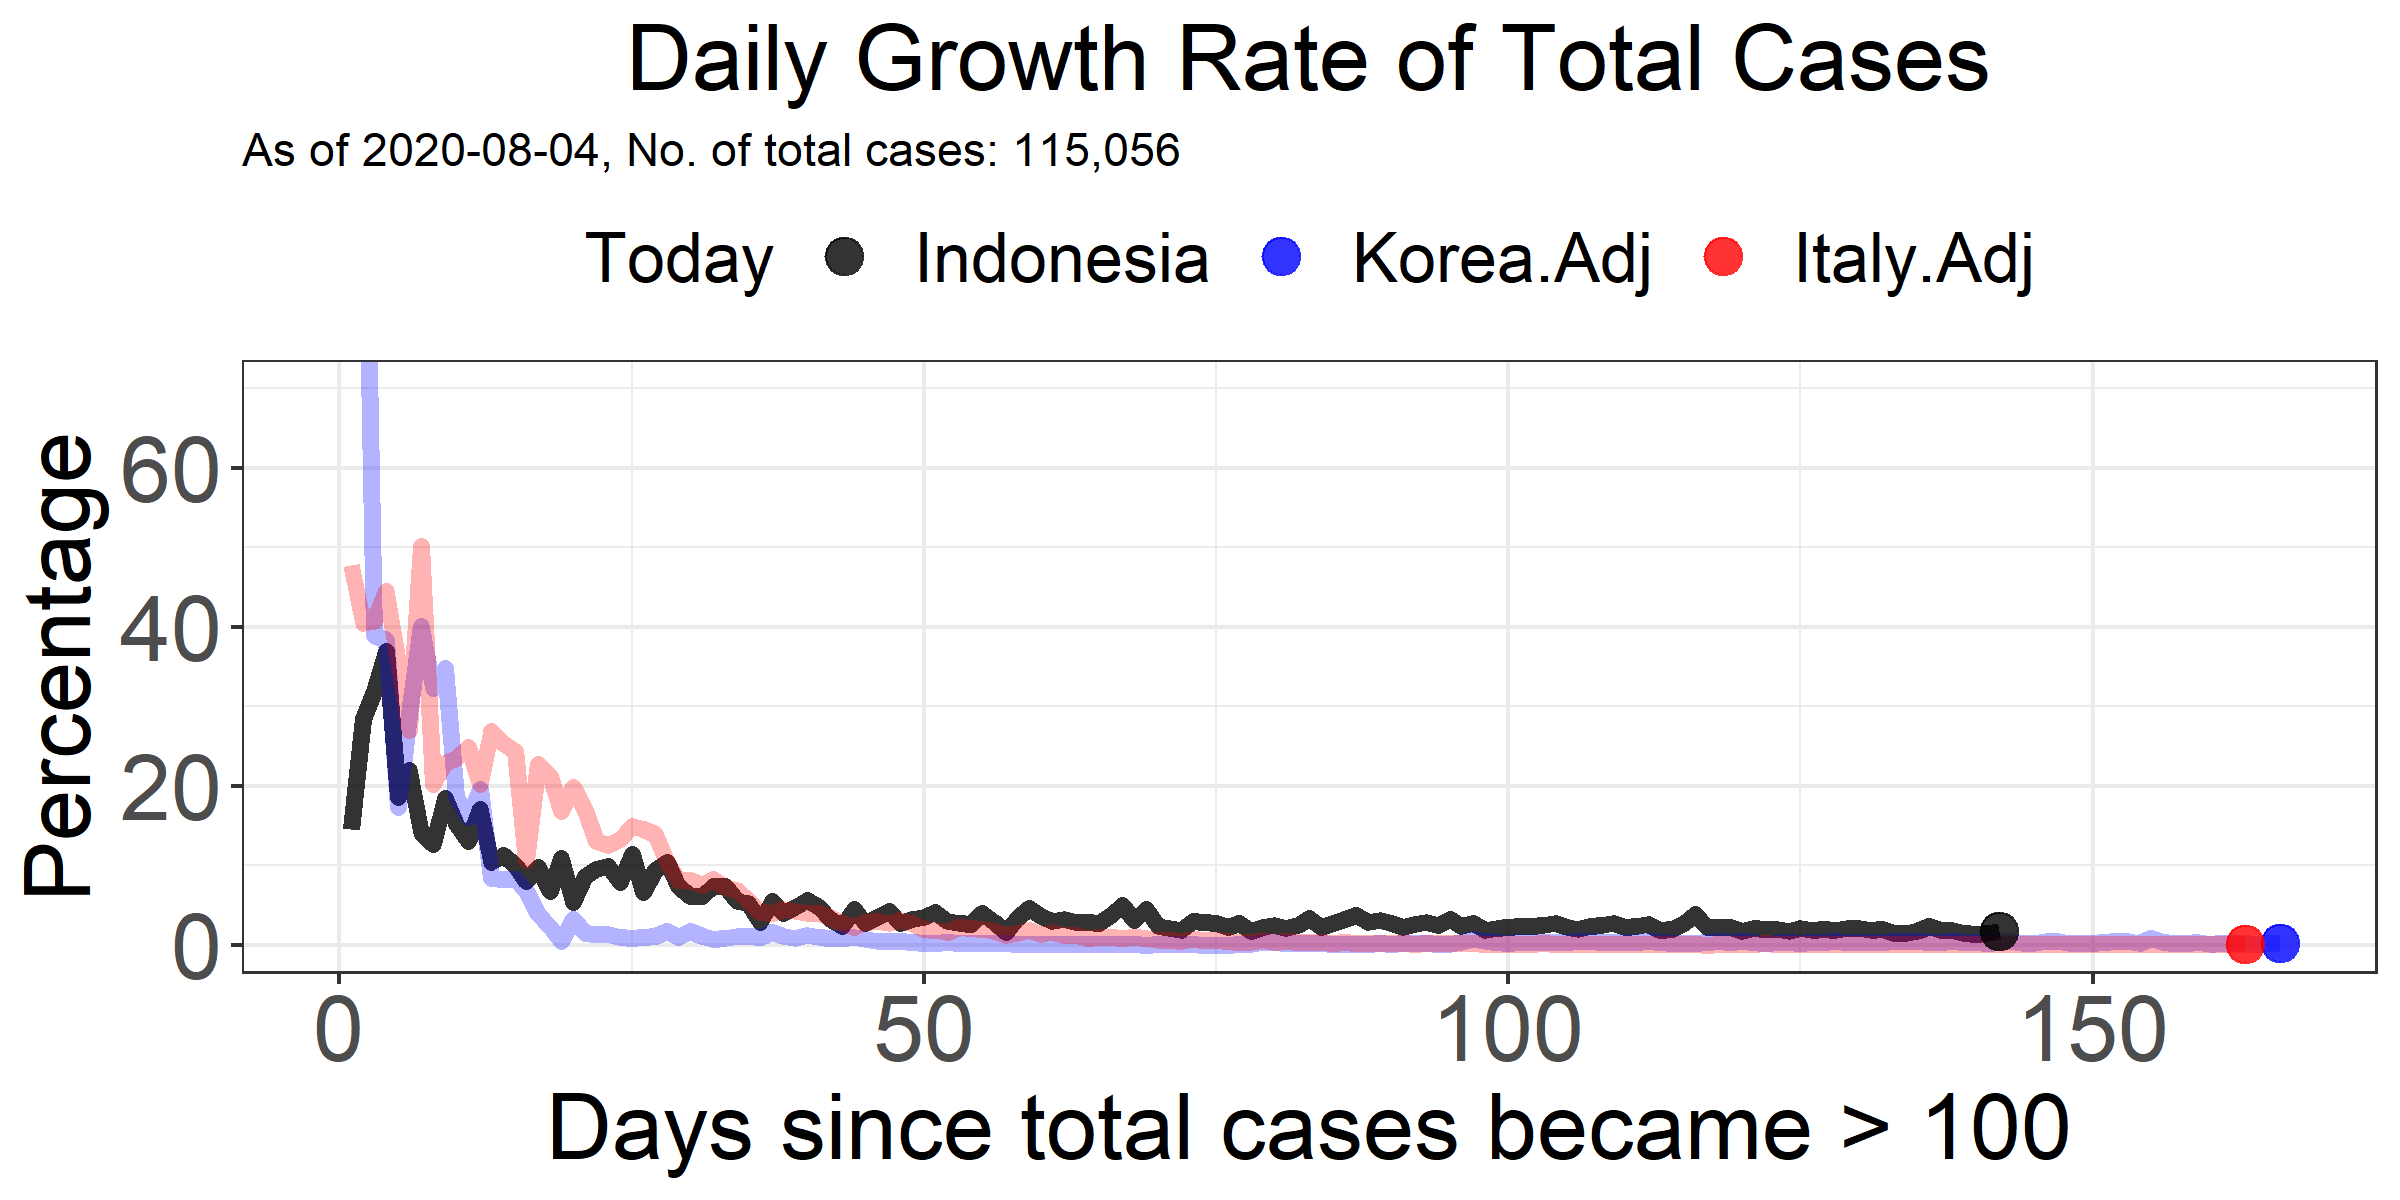 Daily Growth Rate of Total Cases
As of 2020-08-04, No. of total cases: 115,056
Today Indonesia Korea.Adj Italy.Adj
Percentage
60
40
20
0
0 50 100 150
Days since total cases became > 100